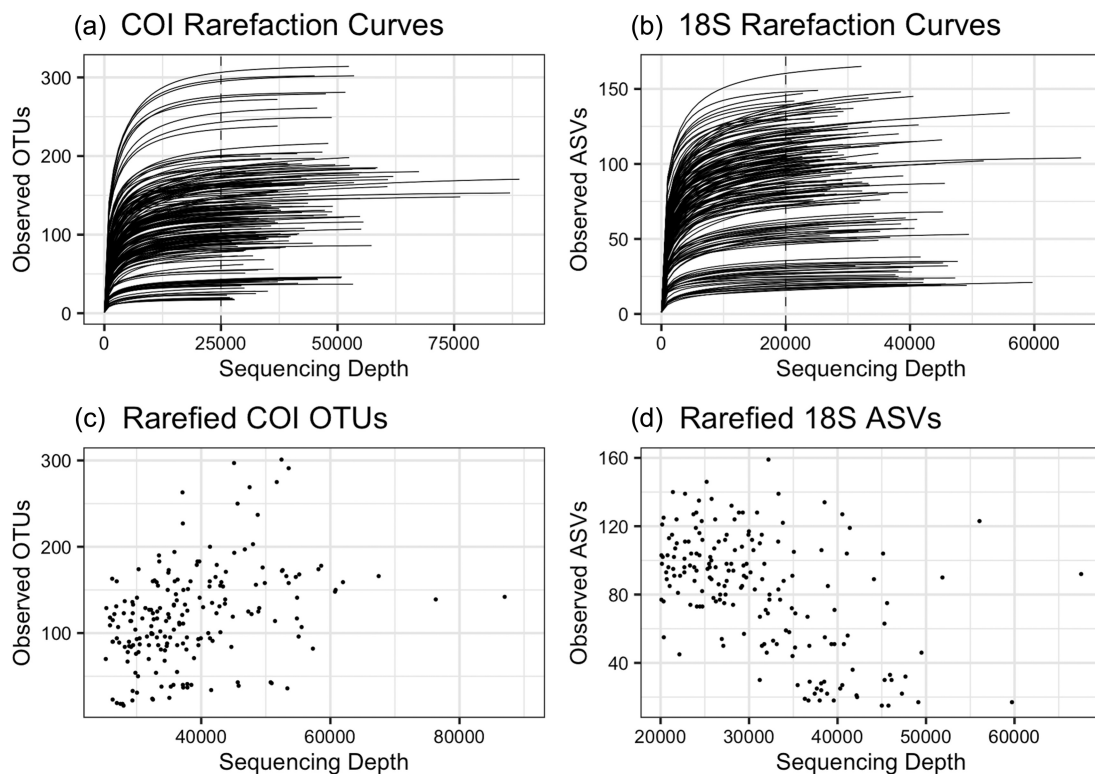 (a) COI Rarefaction Curves
Observed OTUs
300
200
100
0
0 25000 50000 75000
Sequencing Depth
(b) 18S Rarefaction Curves
Observed ASVs
150
100
50
0
0 20000 40000 60000
Sequencing Depth
(c) Rarefied COI OTUs
Observed OTUs
300
200
100
40000 60000 80000
Sequencing Depth
(d) Rarefied 18S ASVs
Observed ASVs
160
120
80
40
20000 30000 40000 50000 60000
Sequencing Depth